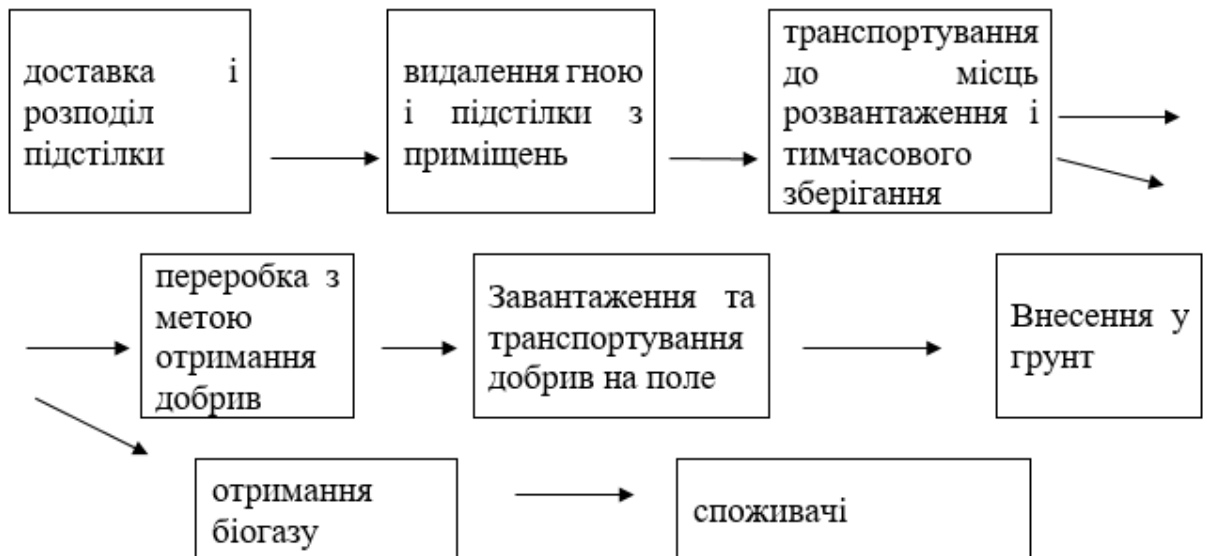 доставка і
розподіл
підстілки
видалення гною
і підстілки з
приміщень
транспортування
до місць
розвантаження і
тимчасового
зберігання
переробка з
метою
отримання
добрив
Завантаження та
транспортування
добрив на поле
Внесення у
грунт
отримання
біогазу
споживачі